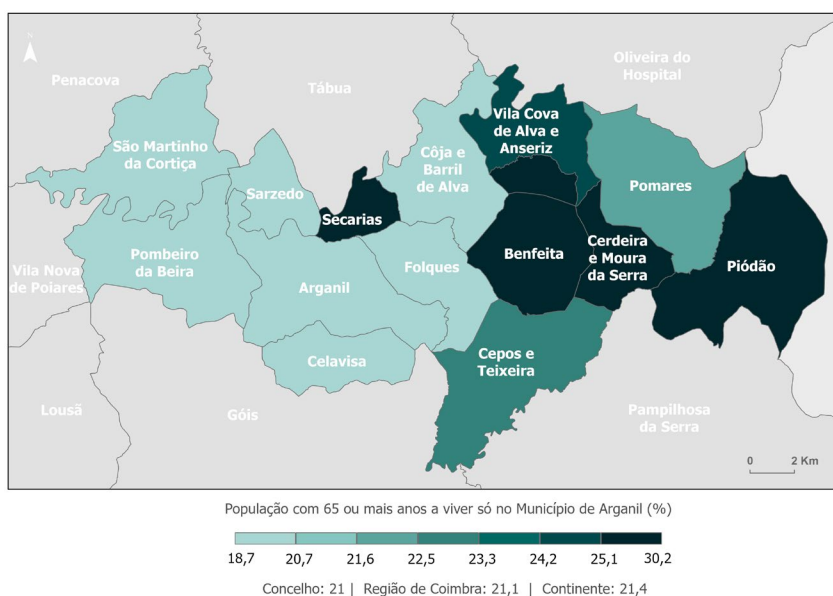 N
Oliveira do
Hospital
Penacova
Tábua
Vila Cova
de Alva e
Anseriz
São Martinho
da Cortiça
Côja e
Barril
de Alva
Sarzedo
Pomares
Secarias
Cerdeira
e Moura
da Serra
Benfeita
Piódão
Pombeiro
da Beira
Folques
Vila Nova
de Poiares
Arganil
Celavisa
Cepos e
Teixeira
Lousã
Góis
Pampilhosa
da Serra
0 2 Km
População com 65 ou mais anos a viver só no Município de Arganil (%)
18,7 20,7 21,6 22,5 23,3 24,2 25,1 30,2
Concelho: 21 | Região de Coimbra: 21,1 | Continente: 21,4